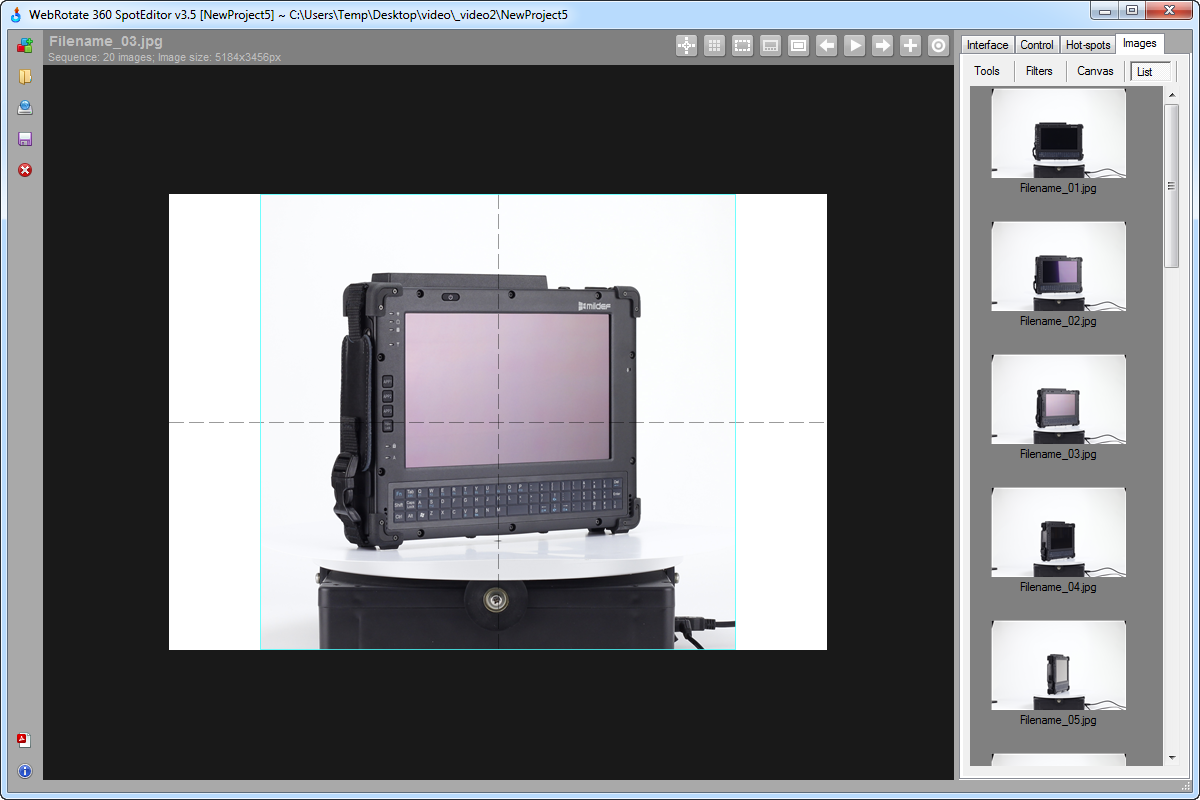 WebRotate 360 SpotEditor v3.5 [NewProject5] ~ C:\Users\Temp\Desktop\video\_video2\NewProject5
Filename_03.jpg
Sequence: 20 images; Image size: 5184x3456px
Interface Control Hot-spots Images
Tools Filters Canvas List
mildef
Filename_01.jpg
Filename_02.jpg
Filename_03.jpg
Filename_04.jpg
Filename_05.jpg